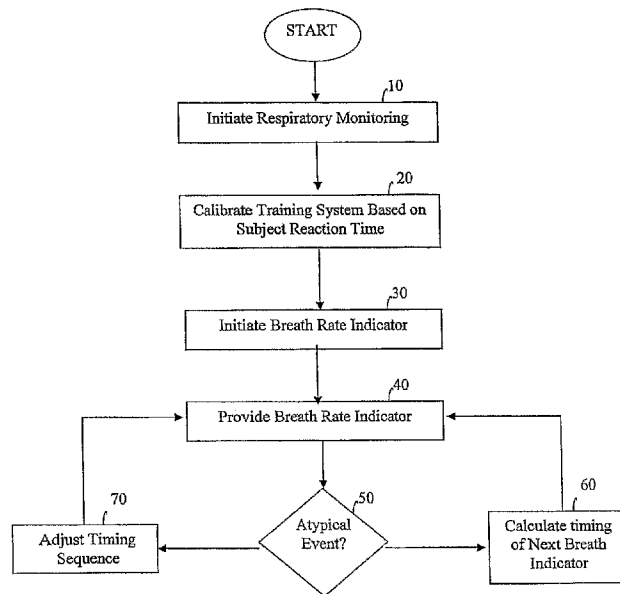 START
10
Initiate Respiratory Monitoring
20
Calibrate Training System Based on
Subject Reaction Time
30
Initiate Breath Rate Indicator
40
Provide Breath Rate Indicator
50
Atypical
Event?
70
Adjust Timing
Sequence
60
Calculate timing
of Next Breath
Indicator